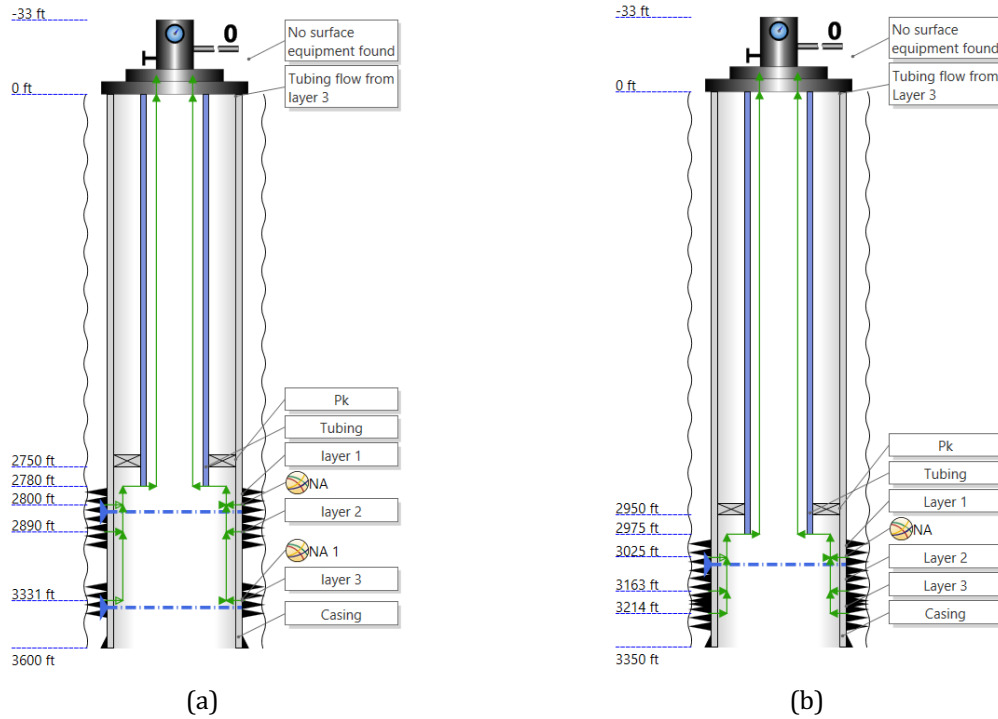 -33 ft
0
No surface
equipment found
Tubing flow from
layer 3
0 ft
Pk
Tubing
layer 1
NA
layer 2
NA 1
layer 3
Casing
2750 ft
2780 ft
2800 ft
2890 ft
3331 ft
3600 ft
(a)
-33 ft
0
No surface
equipment found
Tubing flow from
Layer 3
0 ft
Pk
Tubing
Layer 1
NA
Layer 2
Layer 3
Casing
2950 ft
2975 ft
3025 ft
3163 ft
3214 ft
3350 ft
(b)